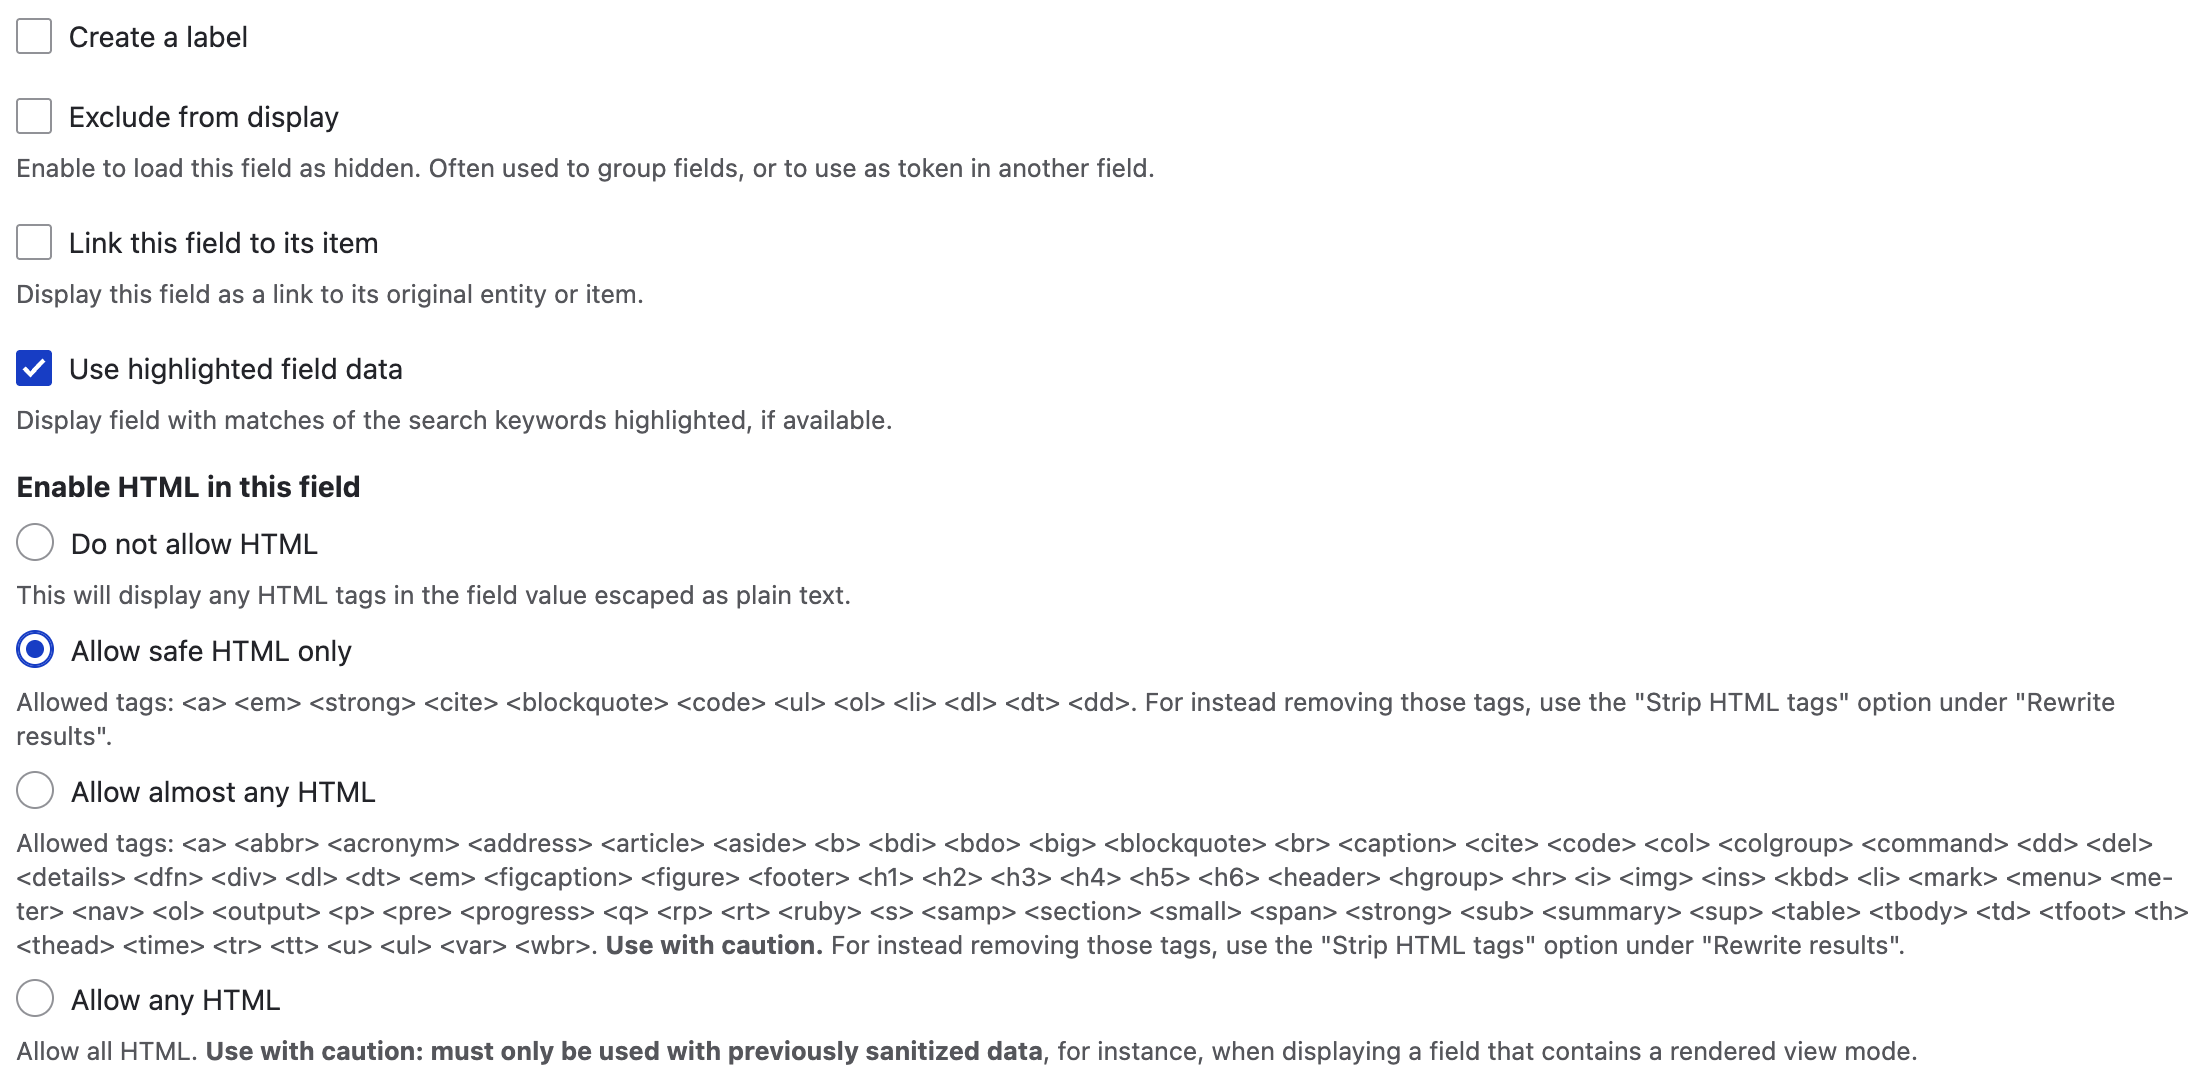 Create a label
Exclude from display
Enable to load this field as hidden. Often used to group fields, or to use as token in another field.
Link this field to its item
Display this field as a link to its original entity or item.
Use highlighted field data
Display field with matches of the search keywords highlighted, if available.
Enable HTML in this field
Do not allow HTML
This will display any HTML tags in the field value escaped as plain text.
Allow safe HTML only
Allowed tags: <a> <em> <strong> <cite> <blockquote> <code> <ul> <ol> <li> <dl> <dt> <dd>. For instead removing those tags, use the "Strip HTML tags" option under "Rewrite
results".
Allow almost any HTML
Allowed tags: <a> <abbr> <acronym> <address> <article> <aside> <b> <bdi> <bdo> <big> <blockquote> <br> <caption> <cite> <code> <col> <colgroup> <command> <dd> <del>
<details> <dfn> <div> <dl> <dt> <em> <figcaption> <figure> <footer> <h1> <h2> <h3> <h4> <h5> <h6> <header> <hgroup> <hr> <i> <img> <ins> <kbd> <li> <mark> <menu> <me-
ter> <nav> <ol> <output> <p> <pre> <progress> <q> <rp> <rt> <ruby> <s> <samp> <section> <small> <span> <strong> <sub> <summary> <sup> <table> <tbody> <td> <tfoot> <th>
<thead> <time> <tr> <tt> <u> <ul> <var> <wbr>. Use with caution. For instead removing those tags, use the "Strip HTML tags" option under "Rewrite results".
Allow any HTML
Allow all HTML. Use with caution: must only be used with previously sanitized data, for instance, when displaying a field that contains a rendered view mode.